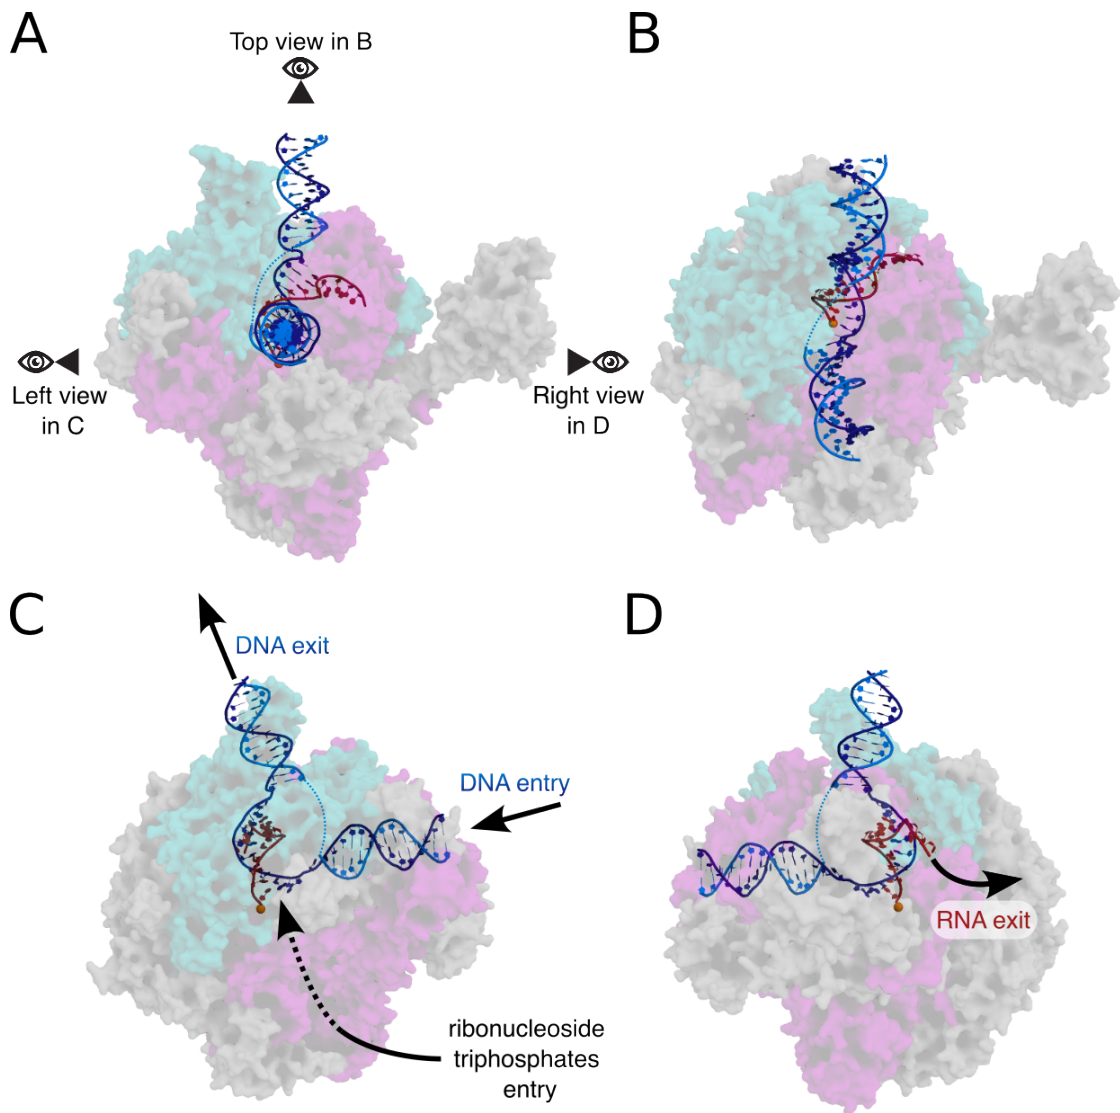 A
Top view in B
B
Left view
in C
Right view
in D
C
DNA exit
DNA entry
ribonucleoside
triphosphates
entry
D
RNA exit